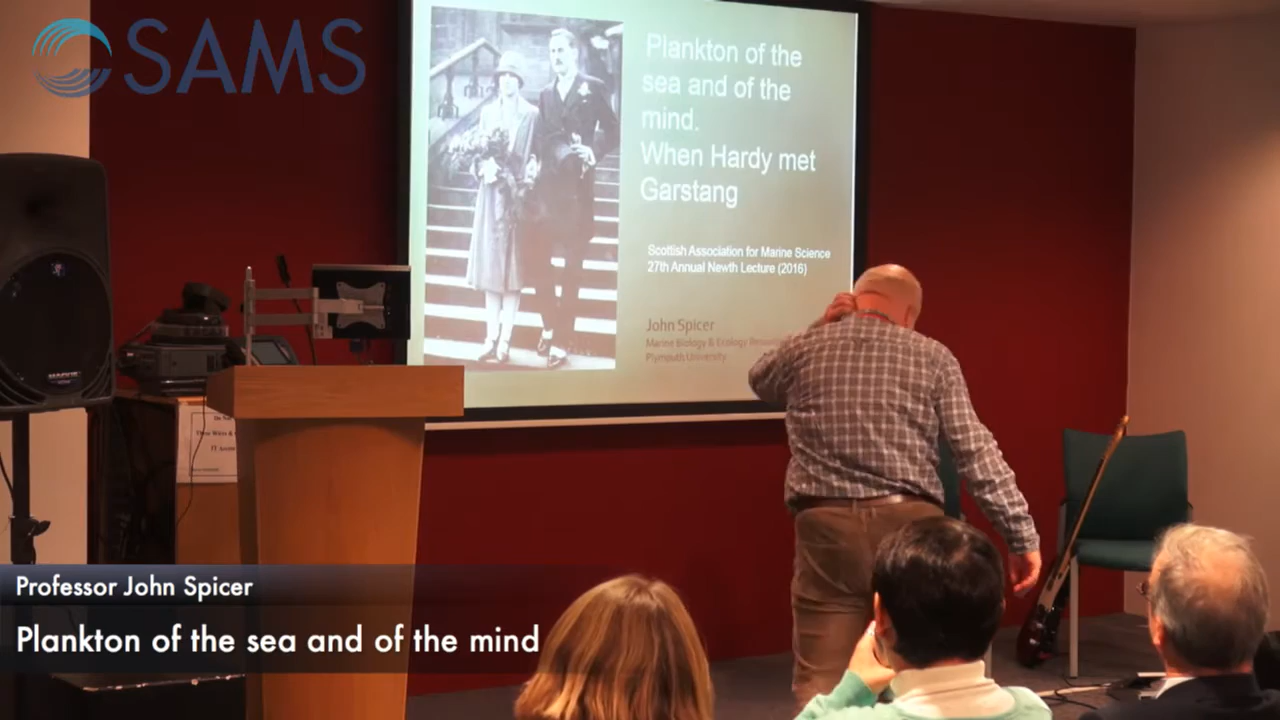 SAMS
Plankton of the
sea and of the
mind.
When Hardy met
Garstang
Scottish Association for Marine Science
27th Annual Newth Lecture (2016)
John Spicer
Marine Biology & Ecology
Plymouth University
MACKIE
Professor John Spicer
Plankton of the sea and of the mind